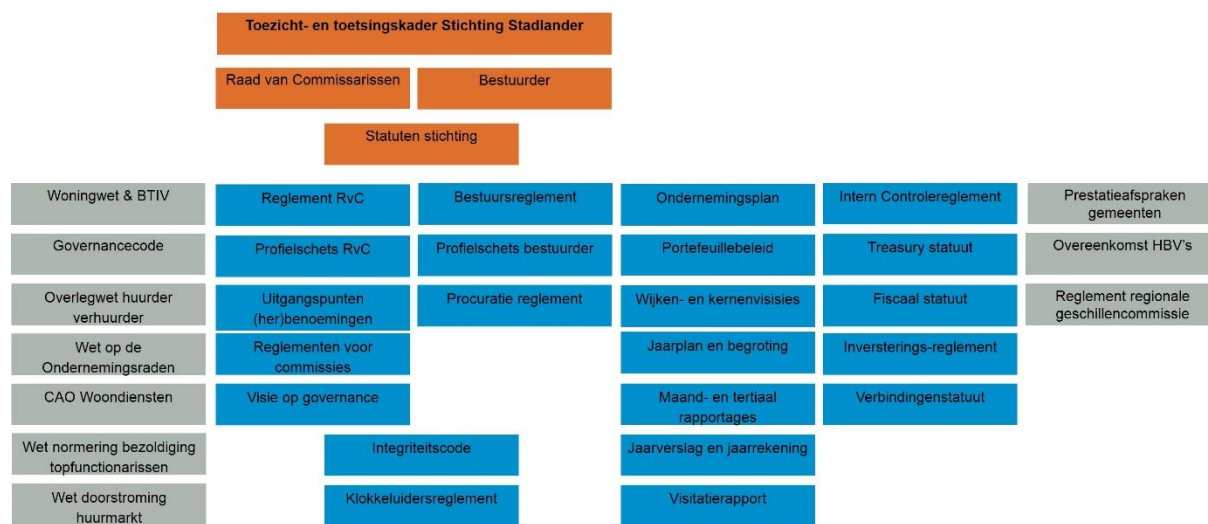 Toezicht- en toetsingskader Stichting Stadlander
Raad van Commissarissen
Bestuurder
Statuten stichting
Woningwet & BTIV
Reglement RvC
Bestuursreglement
Ondernemingsplan
Intern Controlereglement
Prestatieafspraken
gemeenten
Governancecode
Profielschets RvC
Profielschets bestuurder
Portefeuillebeleid
Treasury statuut
Overeenkomst HBV's
Overlegwet huurder
verhuurder
Uitgangspunten
(her)benoemingen
Procuratie reglement
Wijken- en kernenvisisies
Fiscaal statuut
Reglement regionale
geschillencommissie
Wet op de
Ondernemingsraden
Reglementen voor
commissies
Jaarplan en begroting
Inversterings-reglement
CAO Woondiensten
Visie op governance
Maand- en tertiaal
rapportages
Verbindingenstatuut
Wet normering bezoldiging
topfunctionarissen
Integriteitscode
Jaarverslag en jaarrekening
Wet doorstroming
huurmarkt
Klokkeluidersreglement
Visitatierapport